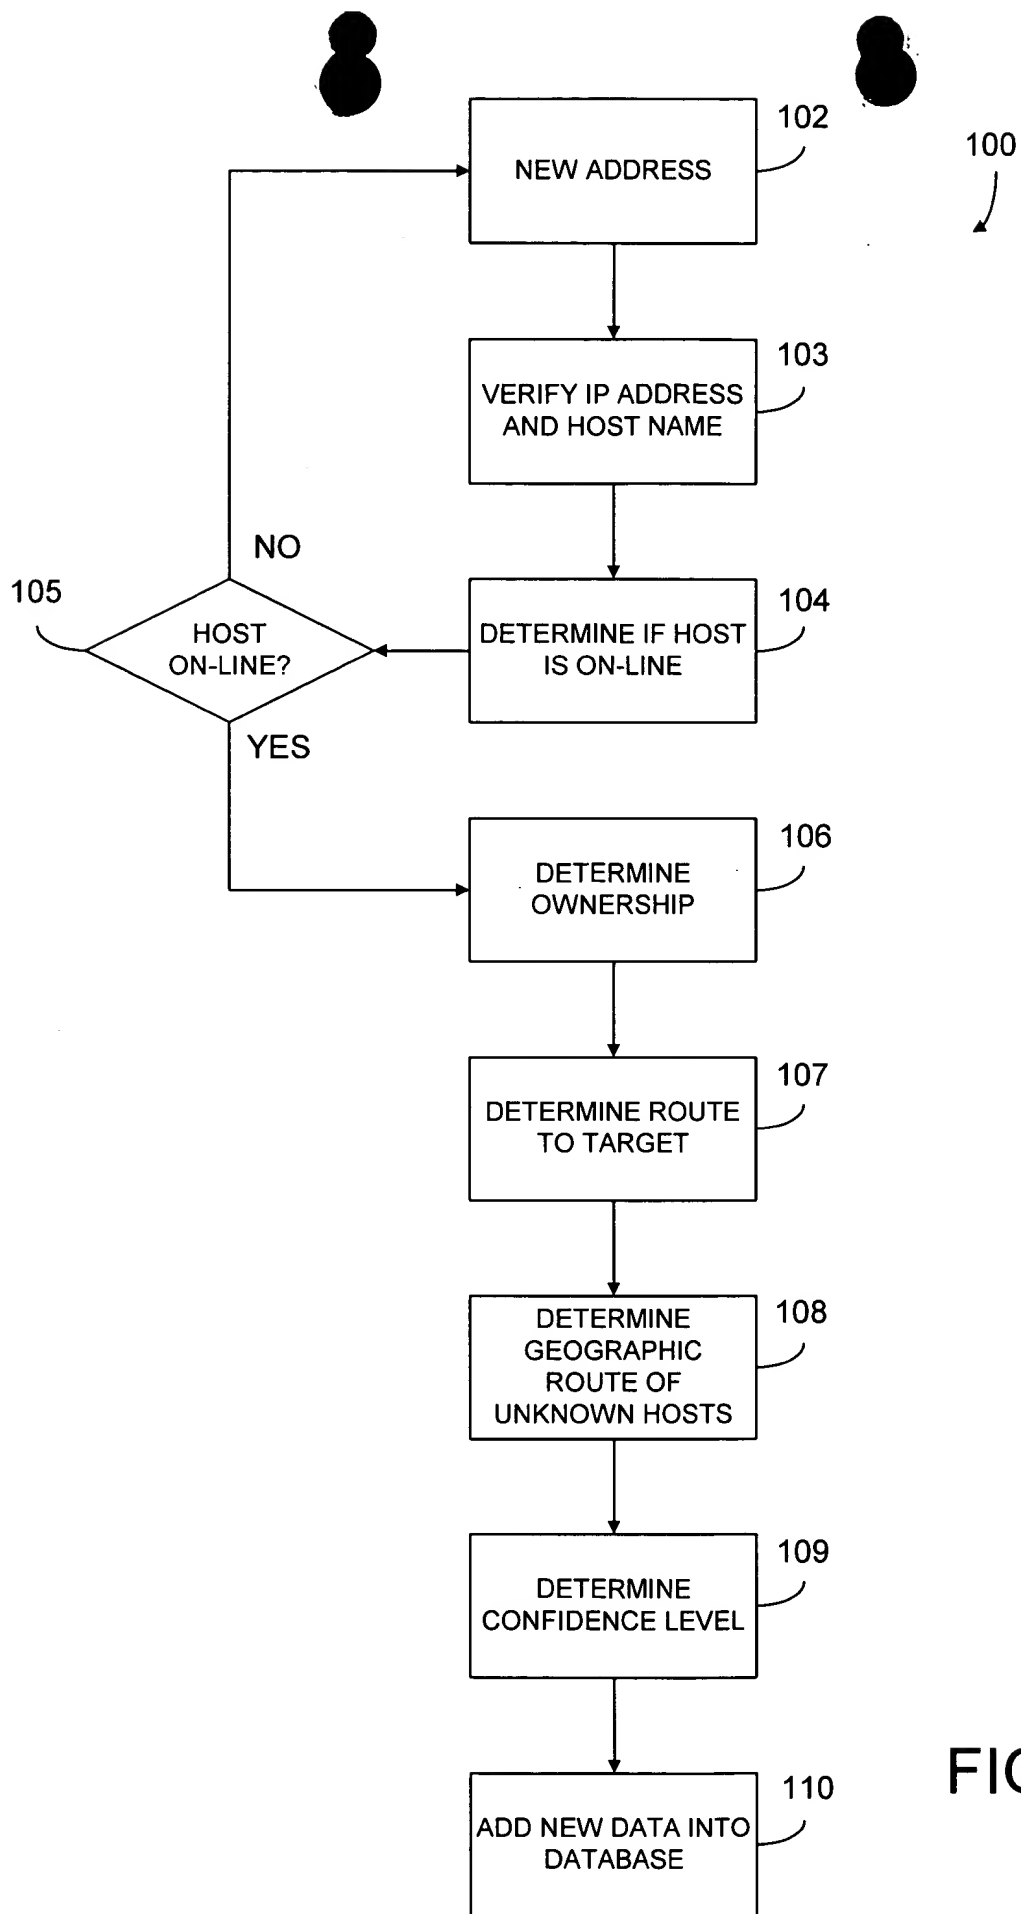 102
100
NEW ADDRESS
103
VERIFY IP ADDRESS
AND HOST NAME
NO
105
104
HOST
ON-LINE?
DETERMINE IF HOST
IS ON-LINE
YES
106
DETERMINE
OWNERSHIP
107
DETERMINE ROUTE
TO TARGET
108
DETERMINE
GEOGRAPHIC
ROUTE OF
UNKNOWN HOSTS
109
DETERMINE
CONFIDENCE LEVEL
110
ADD NEW DATA INTO
DATABASE